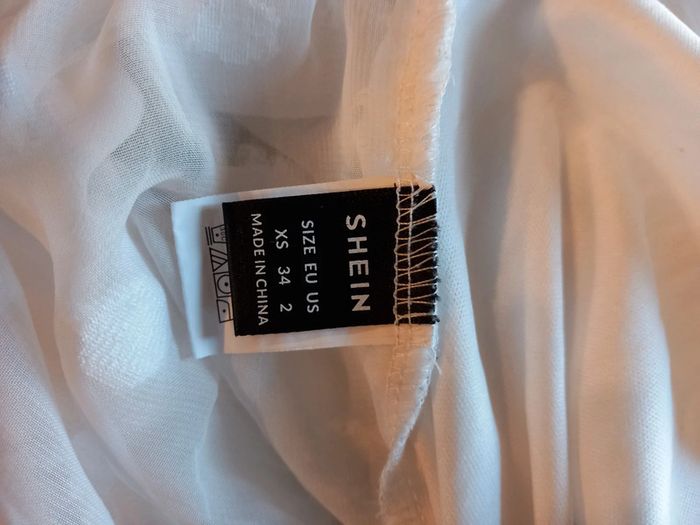 SHEIN
SIZE EU US
XS 34 2
MADE IN CHINA